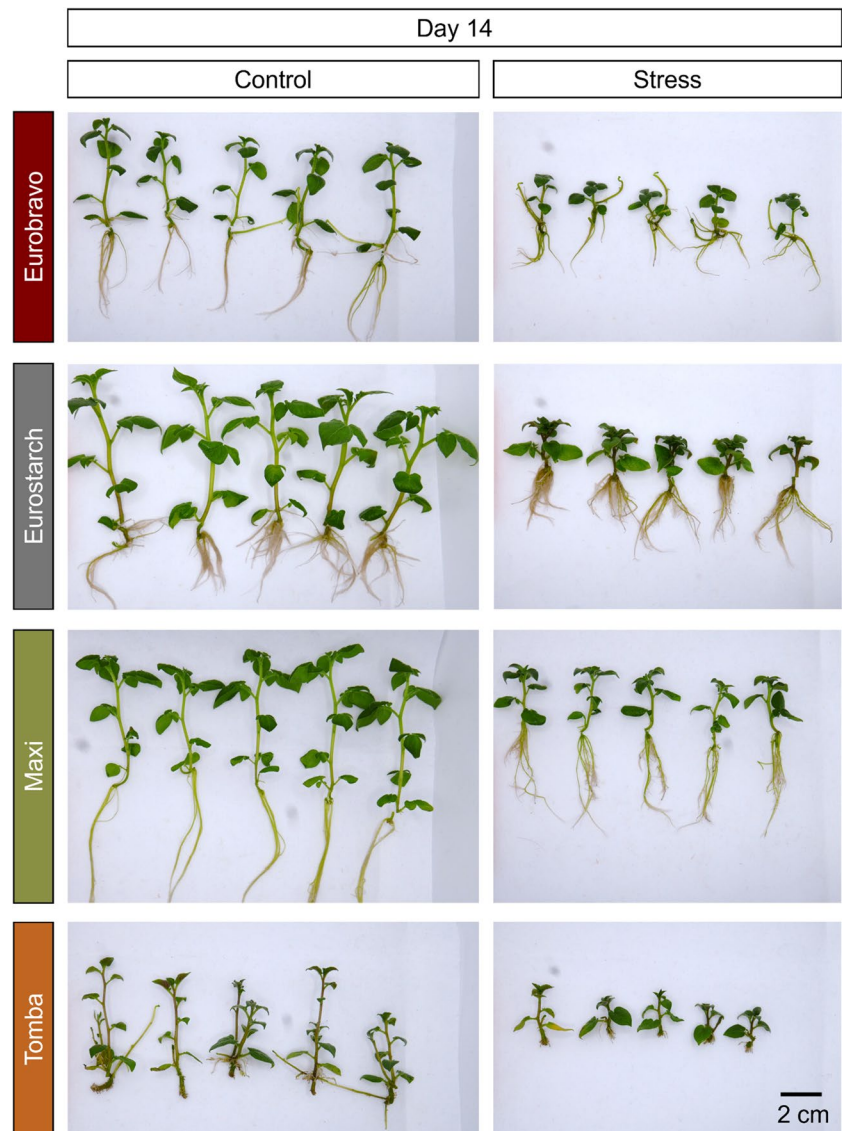 Day 14
Control
Stress
Eurobravo
Eurostarch
Maxi
Tomba
2 cm